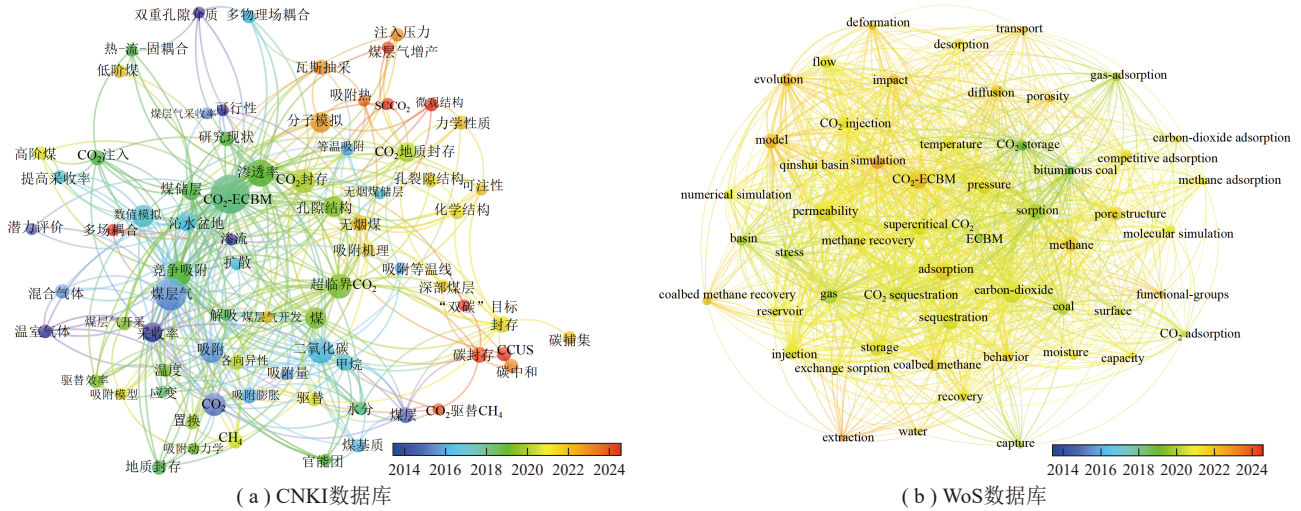 双重孔隙介质
多物理场耦合
热-流-固耦合
低阶煤
注入压力
煤层气增产
瓦斯抽采
吸附热
SCCO₂
微观结构
煤层气采收率
可行性
分子模拟
力学性质
研究现状
等温吸附
CO₂地质封存
高阶煤
CO₂注入
渗透率
提高采收率
煤储层
CO₂封存
孔裂隙结构
可注性
CO₂-ECBM
无烟煤储层
数值模拟
沁水盆地
孔隙结构
化学结构
潜力评价
多场耦合
渗流
无烟煤
吸附机理
扩散
竞争吸附
吸附等温线
混合气体
煤层气
超临界CO₂
深部煤层
“双碳”目标
温室气体
煤层气开采
采收率
解吸
煤层气开发
煤
封存
碳捕集
吸附
各向异性
二氧化碳
甲烷
碳封存
CCUS
碳中和
驱替效率
温度
吸附量
吸附模型
应变
吸附膨胀
驱替
CO₂
水分
煤层
CO₂驱替CH₄
置换
CH₄
吸附动力学
煤基质
地质封存
官能团
2014 2016 2018 2020 2022 2024
( a ) CNKI数据库
deformation
transport
desorption
flow
gas-adsorption
evolution
impact
diffusion
porosity
CO₂ injection
model
temperature
CO₂ storage
carbon-dioxide adsorption
qinshui basin
simulation
competitive adsorption
CO₂-ECBM
bituminous coal
pressure
methane adsorption
numerical simulation
permeability
sorption
pore structure
supercritical CO₂
basin
methane recovery
ECBM
methane
molecular simulation
stress
adsorption
coalbed methane recovery
gas
CO₂ sequestration
carbon-dioxide
functional-groups
reservoir
coal
surface
sequestration
CO₂ adsorption
injection
storage
behavior
moisture
capacity
exchange sorption
coalbed methane
recovery
extraction
water
capture
2014 2016 2018 2020 2022 2024
( b ) WoS数据库